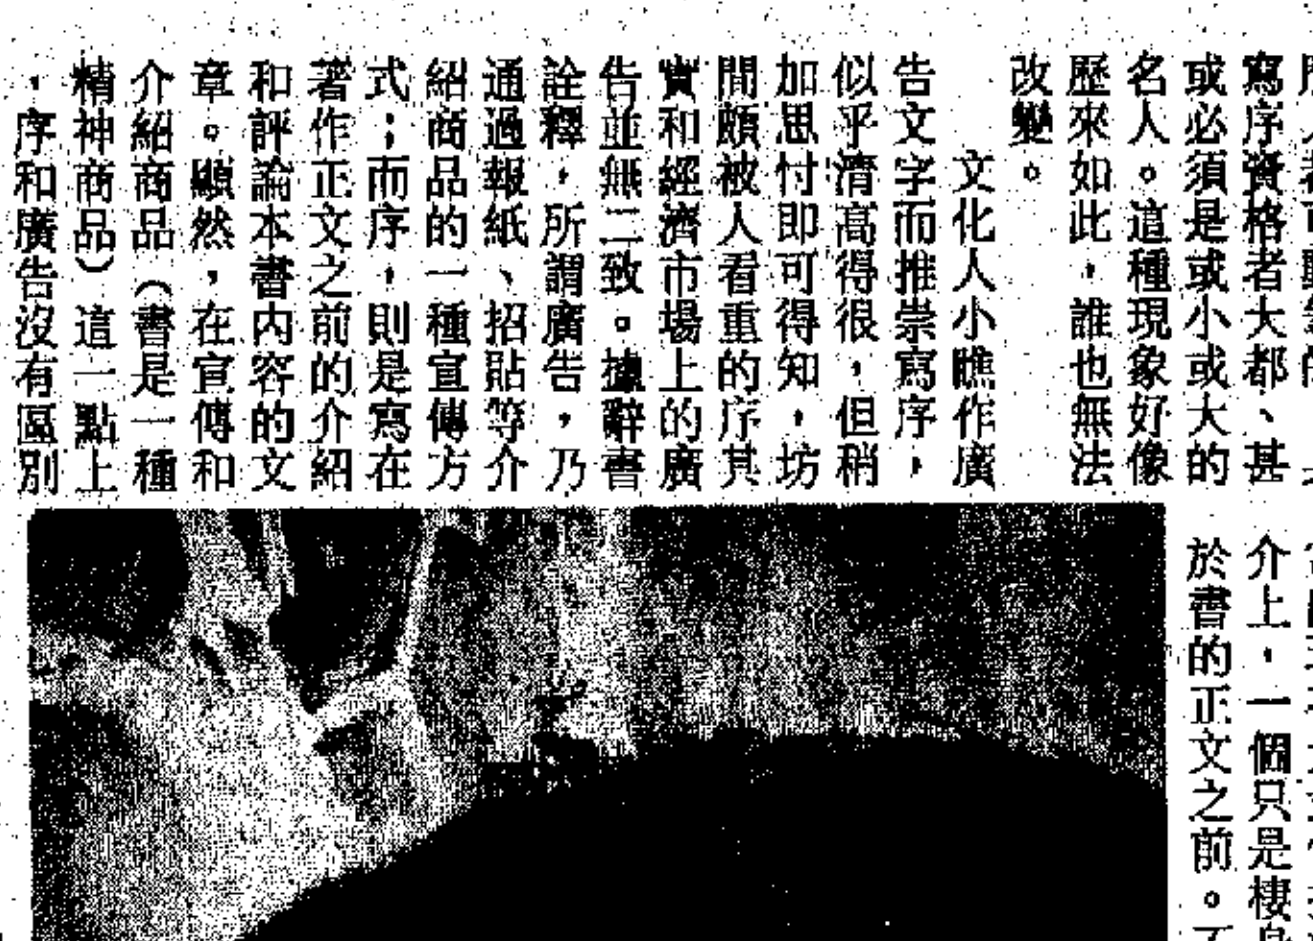 寫序資格者大都、甚
或必須是或小或大的
名人。這種現象好像
歷來如此，誰也無法
改變。
文化人小瞧作廣
告文字而推崇寫序，
似乎濟高得很，但稍
加思忖即可得知，坊
間頗被人看重的序其
實和經濟市場上的廣
告並無二致。據辭書
詮釋，所謂廣告，乃
通過報紙、招貼等介
紹商品的一種宣傳方
式；而序，則是寫在
著作正文之前的介紹
和評論本書内容的文
章。顯然，在宣傳和
介紹商品（書是一種
精神商品）這一點上
，序和廣告沒有區別
介上，一個只是棲身
於書的正文之前。